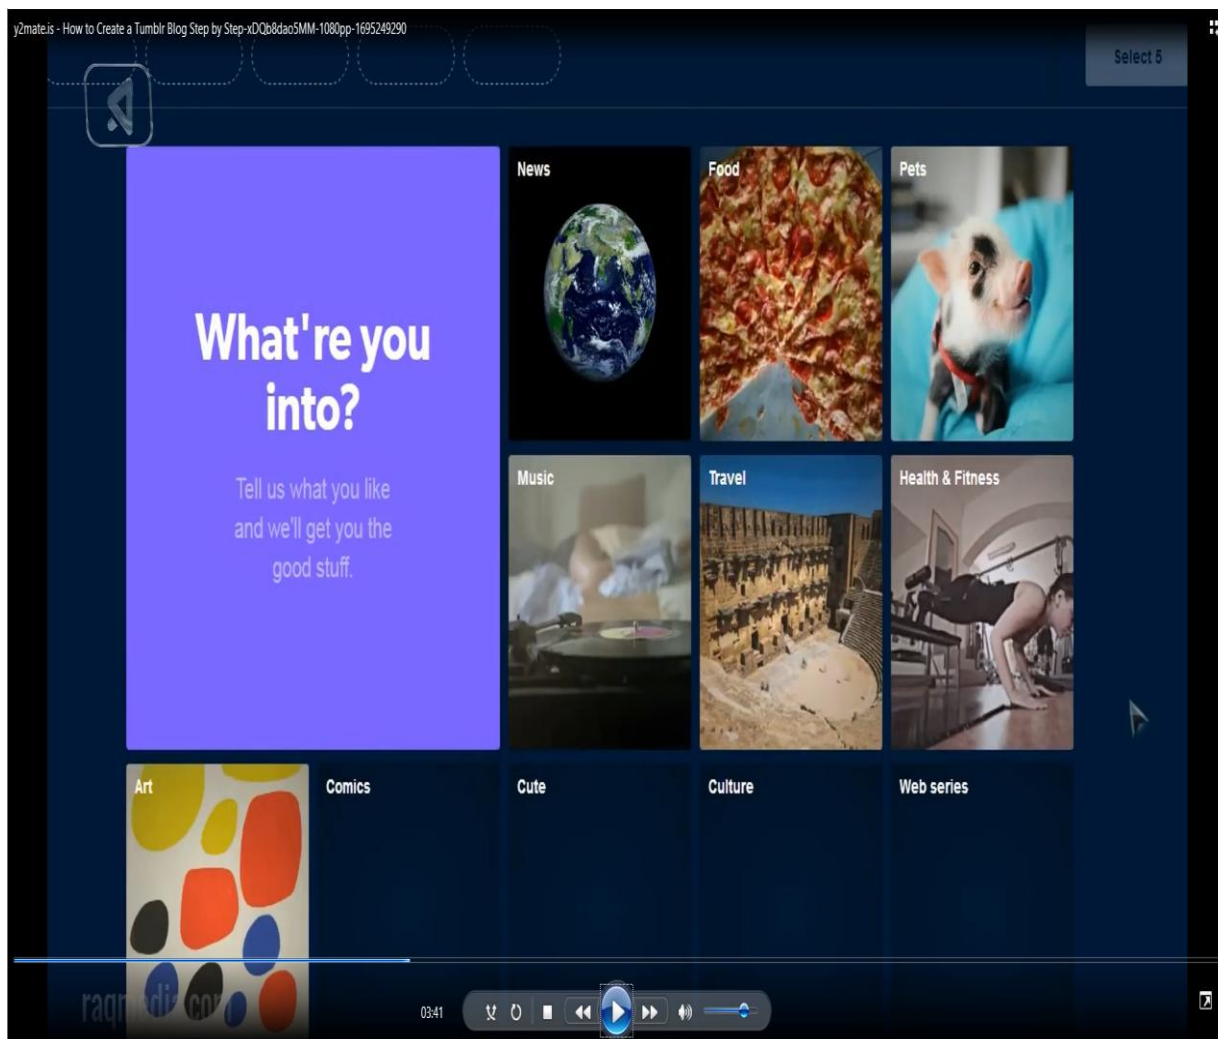 y2mate.is - How to Create a Tumblr Blog Step by Step-xDQb8dao5MM-1080pp-1695249290
Select 5
What're you
into?
Tell us what you like
and we'll get you the
good stuff.
News
Food
Pets
Music
Travel
Health & Fitness
Art
Comics
Cute
Culture
Web series
raqmedia.com
03:41